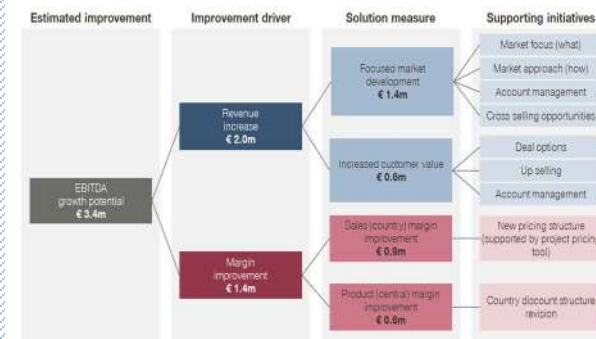 Estimated improvement
Improvement driver
Solution measure
Supporting initiatives
EBITDA
growth potential
€ 3.4m
Revenue
increase
€ 2.0m
Margin
improvement
€ 1.4m
Focused market
development
€ 1.4m
Increased customer value
€ 0.6m
Sales (country) margin
improvement
€ 0.9m
Product (central) margin
improvement
€ 0.6m
Market focus (what)
Market approach (how)
Account management
Cross selling opportunities
Deal options
Up selling
Account management
New pricing structure
(supported by project pricing
tool)
Country discount structure
revision